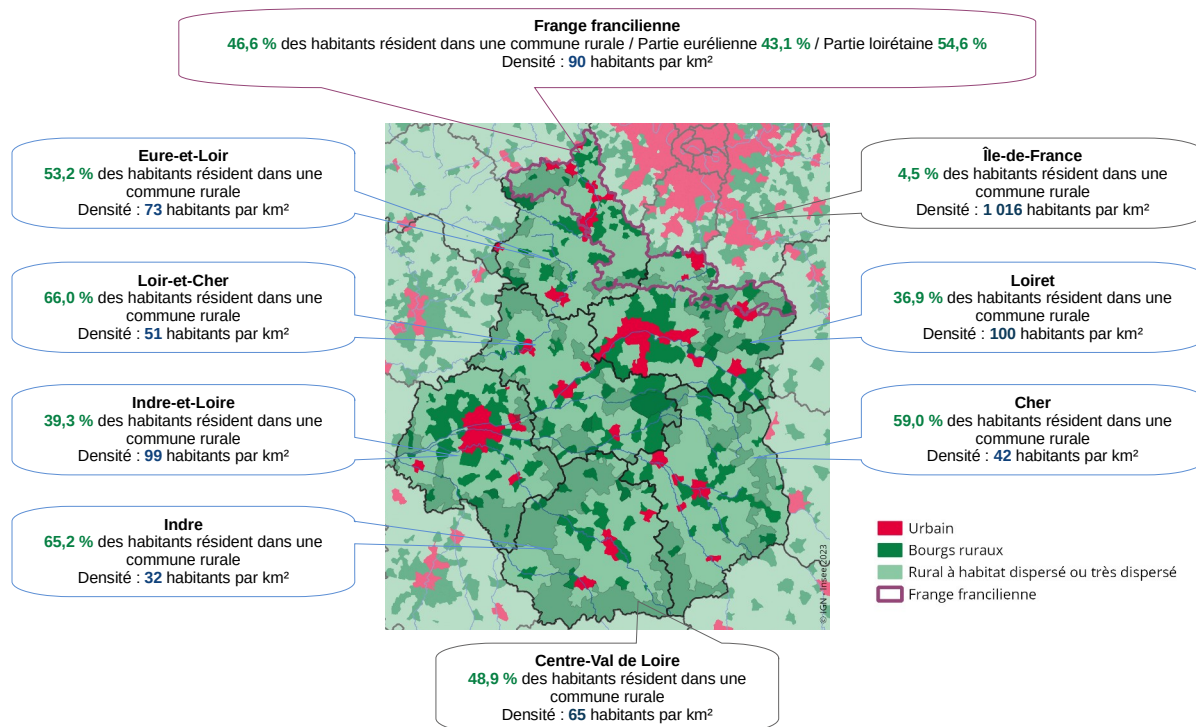 Frange francilienne
46,6 % des habitants résident dans une commune rurale / Partie eurélienne 43,1 % / Partie loirétaine 54,6 %
Densité : 90 habitants par km²
Eure-et-Loir
53,2 % des habitants résident dans une
commune rurale
Densité : 73 habitants par km²
Île-de-France
4,5 % des habitants résident dans une
commune rurale
Densité : 1 016 habitants par km²
Loir-et-Cher
66,0 % des habitants résident dans une
commune rurale
Densité : 51 habitants par km²
Loiret
36,9 % des habitants résident dans une
commune rurale
Densité : 100 habitants par km²
Indre-et-Loire
39,3 % des habitants résident dans une
commune rurale
Densité : 99 habitants par km²
Cher
59,0 % des habitants résident dans une
commune rurale
Densité : 42 habitants par km²
Indre
65,2 % des habitants résident dans une
commune rurale
Densité : 32 habitants par km²
Urbain
Bourgs ruraux
Rural à habitat dispersé ou très dispersé
Frange francilienne
© IGN - Insee 2023
Centre-Val de Loire
48,9 % des habitants résident dans une
commune rurale
Densité : 65 habitants par km²